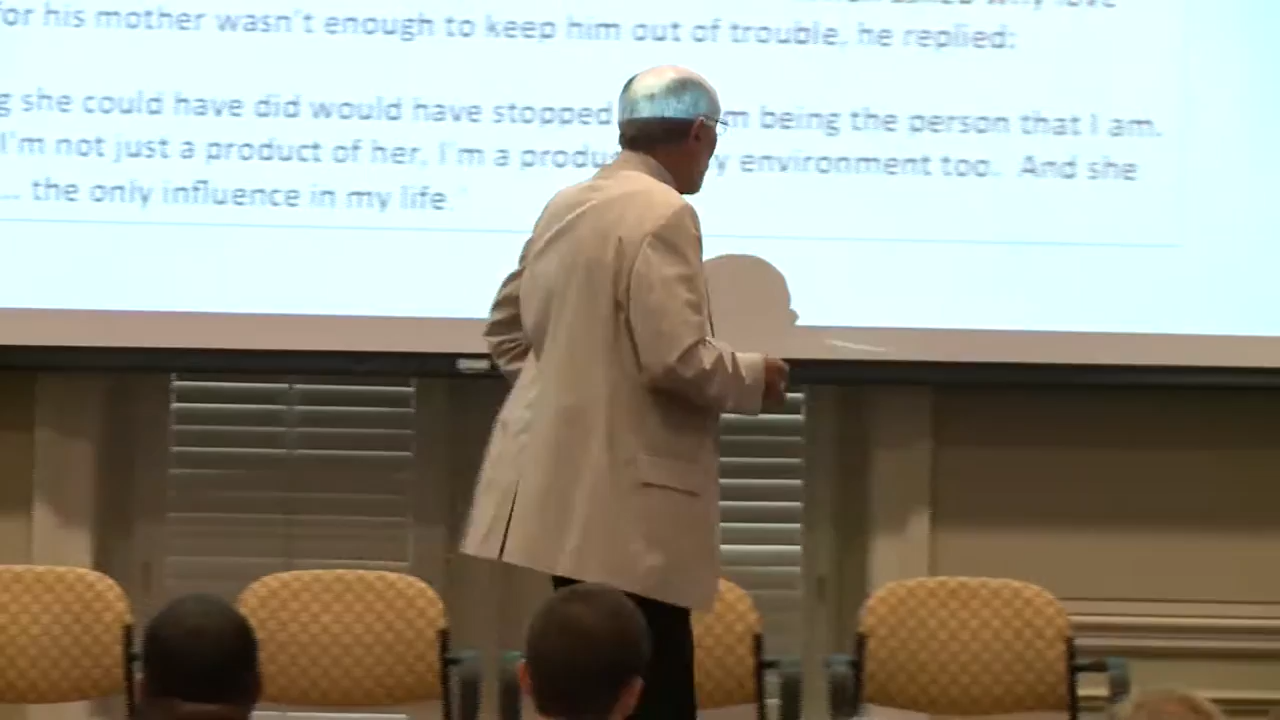 for his mother wasn't enough to keep him out of trouble, he replied:
g she could have did would have stopped m being the person that I am.
I'm not just a product of her, I'm a produ y environment too. And she
... the only influence in my life."